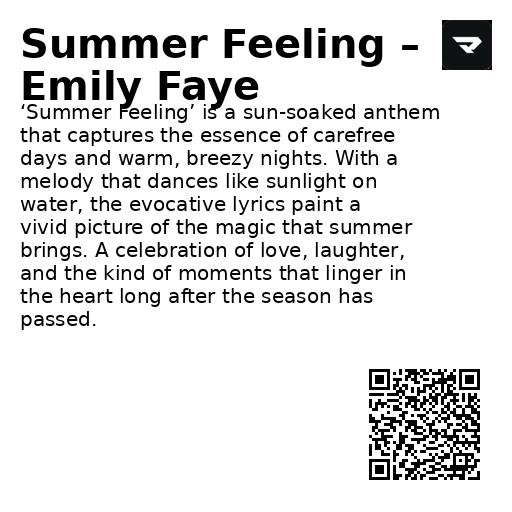 Summer Feeling –
Emily Faye
‘Summer Feeling’ is a sun-soaked anthem
that captures the essence of carefree
days and warm, breezy nights. With a
melody that dances like sunlight on
water, the evocative lyrics paint a
vivid picture of the magic that summer
brings. A celebration of love, laughter,
and the kind of moments that linger in
the heart long after the season has
passed.